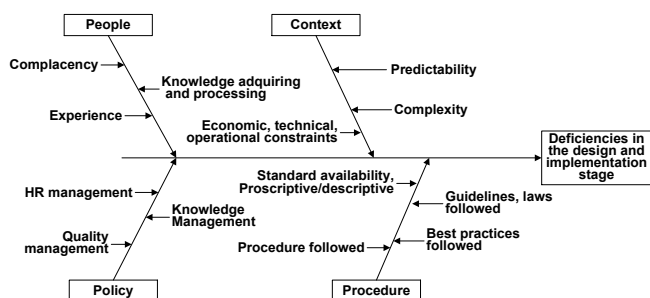 People
Context
Complacency
Predictability
Knowledge adquiring
and processing
Complexity
Experience
Economic, technical,
operational constraints
Deficiencies in
the design and
implementation
stage
Standard availability,
Proscriptive/descriptive
HR management
Guidelines, laws
followed
Knowledge
Management
Quality
management
Procedure followed
Best practices
followed
Policy
Procedure